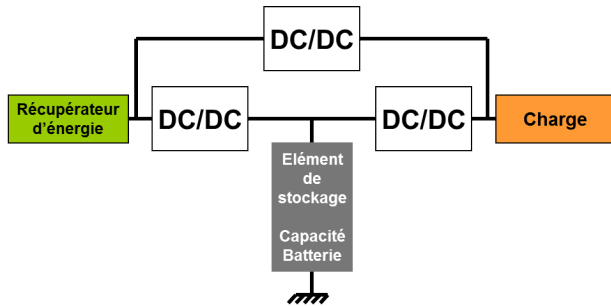 DC/DC
Récupérateur
d'énergie
DC/DC
DC/DC
Charge
Elément
de
stockage
Capacité
Batterie